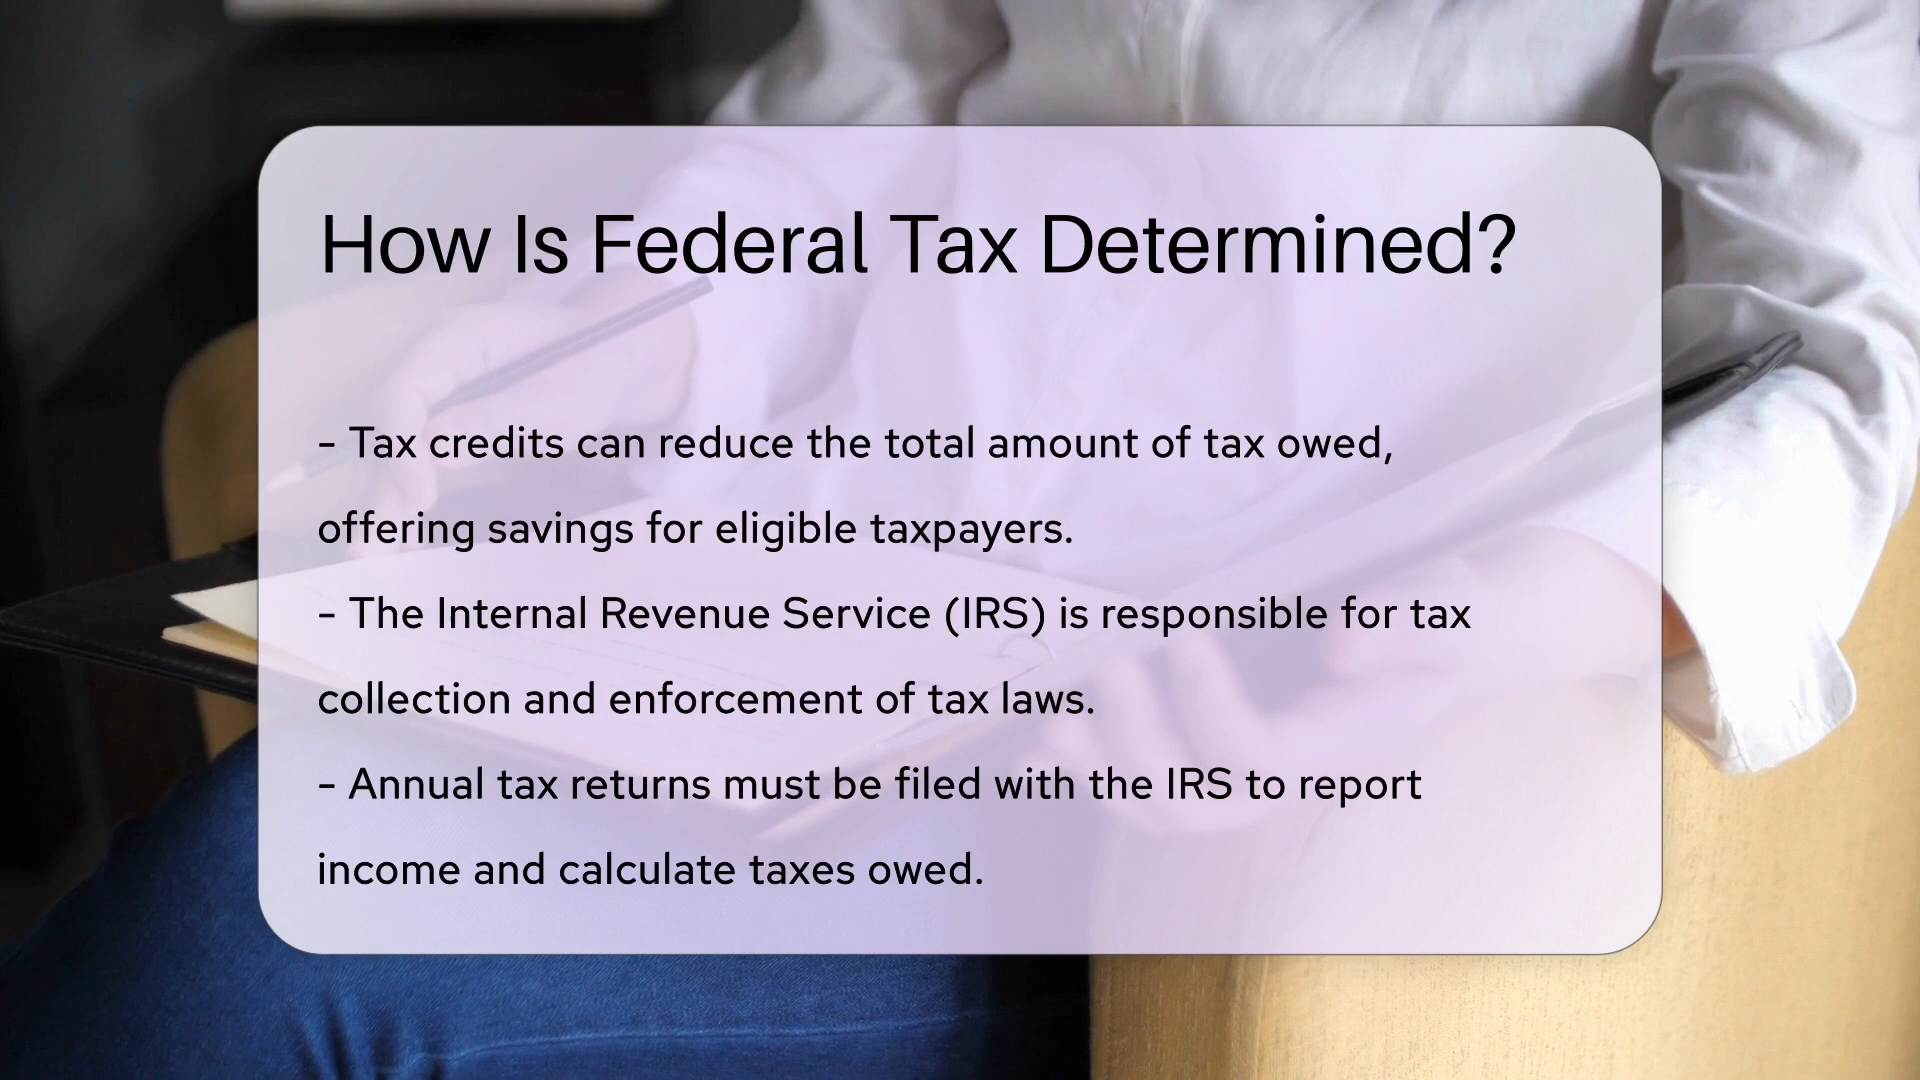 How Is Federal Tax Determined?
- Tax credits can reduce the total amount of tax owed,
offering savings for eligible taxpayers.
- The Internal Revenue Service (IRS) is responsible for tax
collection and enforcement of tax laws.
- Annual tax returns must be filed with the IRS to report
income and calculate taxes owed.